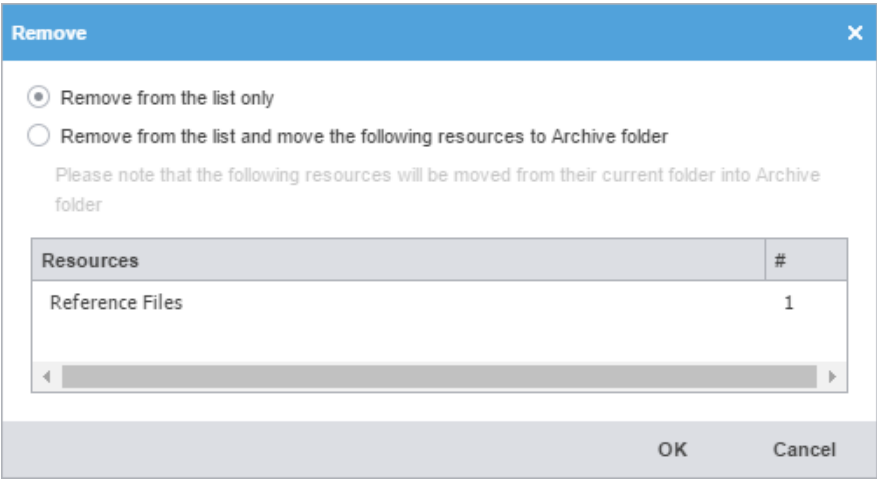 Remove
Remove from the list only
Remove from the list and move the following resources to Archive folder
Please note that the following resources will be moved from their current folder into Archive
folder
Resources #
Reference Files 1
OK Cancel